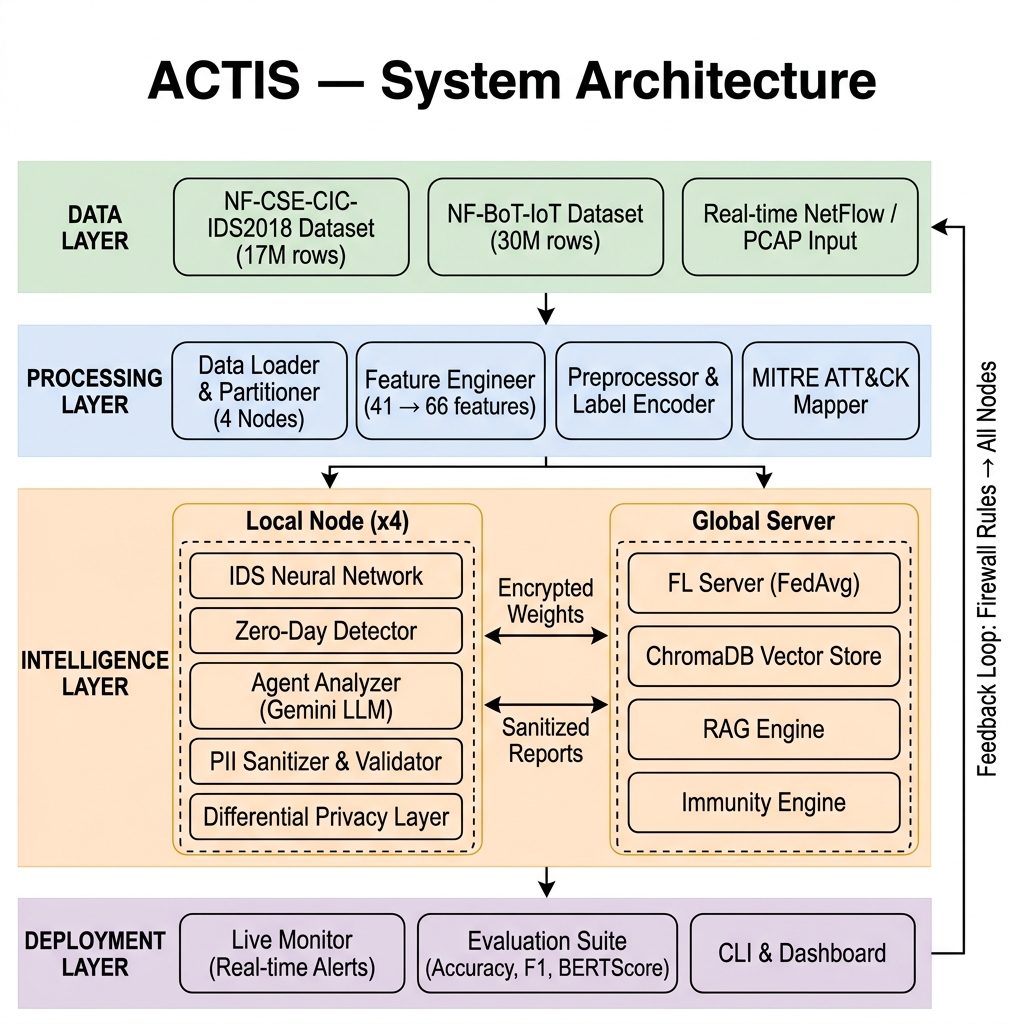 ACTIS — System Architecture
DATA
LAYER
NF-CSE-CIC-
IDS2018 Dataset
(17M rows)
NF-BoT-IoT Dataset
(30M rows)
Real-time NetFlow /
PCAP Input
PROCESSING
LAYER
Data Loader
& Partitioner
(4 Nodes)
Feature Engineer
(41 → 66 features)
Preprocessor &
Label Encoder
MITRE ATT&CK
Mapper
INTELLIGENCE
LAYER
Local Node (x4)
IDS Neural Network
Zero-Day Detector
Agent Analyzer
(Gemini LLM)
PII Sanitizer & Validator
Differential Privacy Layer
Encrypted
Weights
Sanitized
Reports
Global Server
FL Server (FedAvg)
ChromaDB Vector Store
RAG Engine
Immunity Engine
DEPLOYMENT
LAYER
Live Monitor
(Real-time Alerts)
Evaluation Suite
(Accuracy, F1, BERTScore)
CLI & Dashboard
Feedback Loop: Firewall Rules → All Nodes